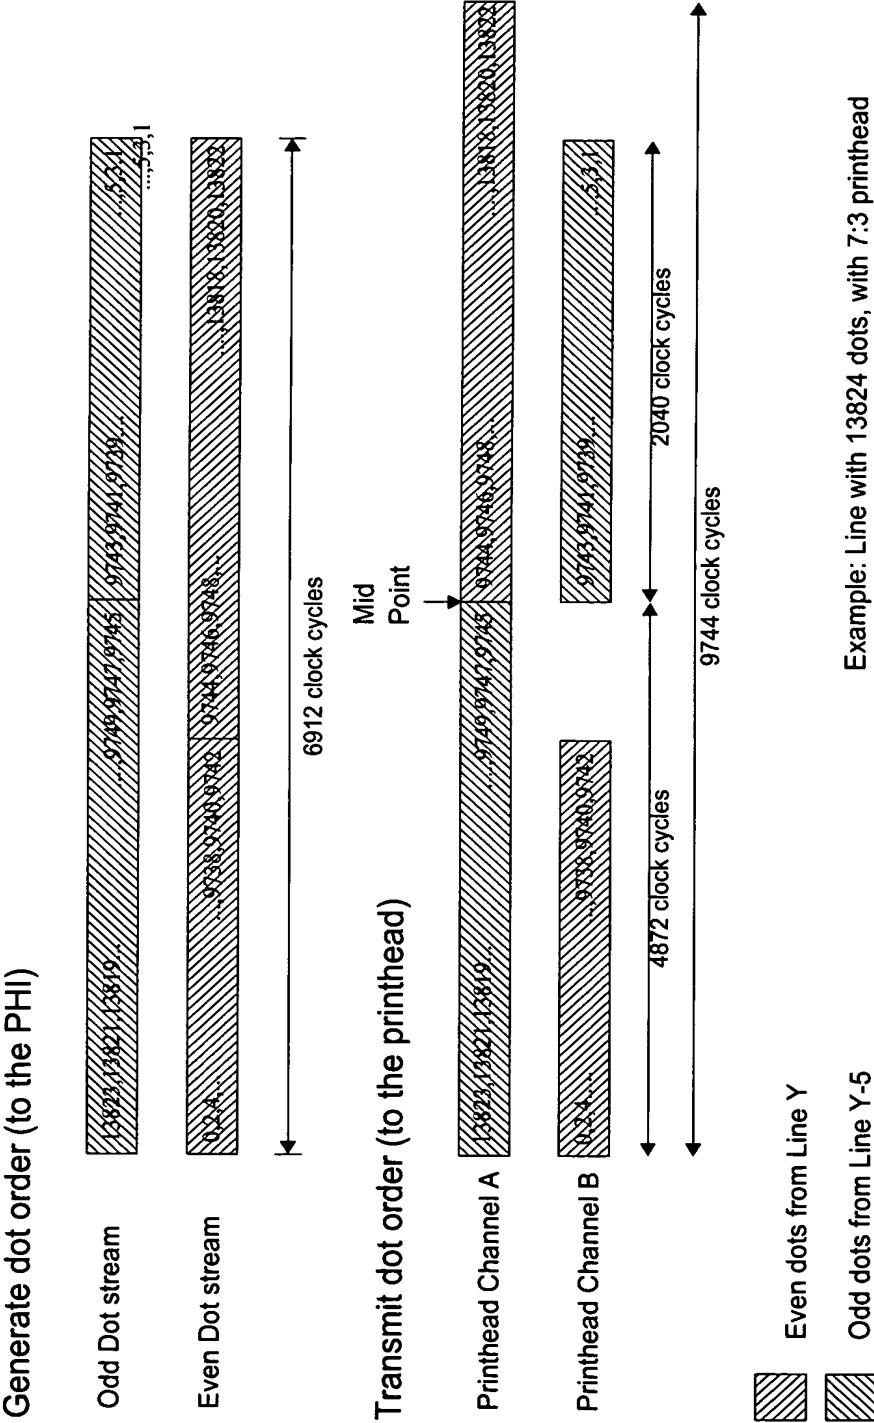 Generate dot order (to the PHI)
Odd Dot stream
13823,13821,13819...
...,9749,9747,9745
9743,9741,9739,...
...,5,3,1
...,5,3,1
Even Dot stream
0,2,4,...
...,9738,9740,9742
9744,9746,9748,...
...,13818,13820,13822
6912 clock cycles
Transmit dot order (to the printhead)
Mid
Point
Printhead Channel A
13823,13821,13819...
...,9749,9747,9745
9744,9746,9748,...
...,13818,13820,13822
Printhead Channel B
0,2,4,...
...,9738,9740,9742
9743,9741,9739,...
...,5,3,1
4872 clock cycles
2040 clock cycles
9744 clock cycles
Even dots from Line Y
Odd dots from Line Y-5
Example: Line with 13824 dots, with 7:3 printhead